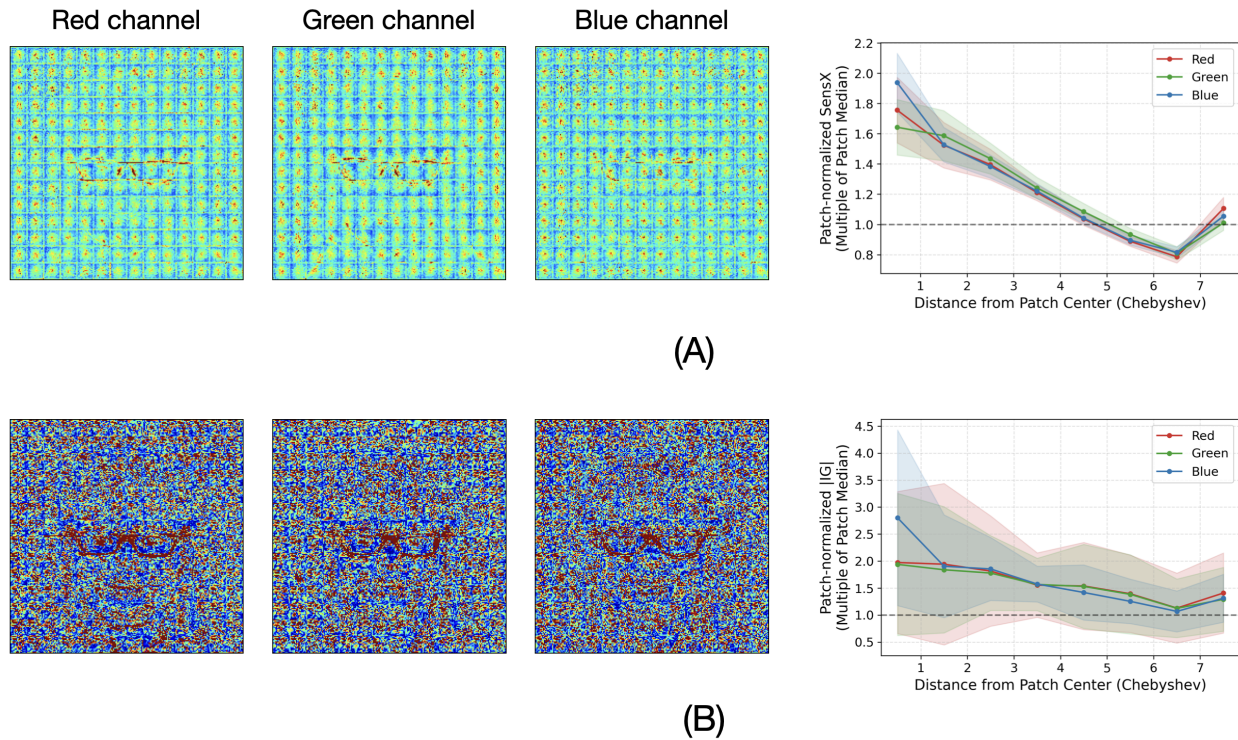 Red channel
Green channel
Blue channel
Patch-normalized SensX
(Multiple of Patch Median)
2.2
2.0
1.8
1.6
1.4
1.2
1.0
0.8
Red
Green
Blue
1 2 3 4 5 6 7
Distance from Patch Center (Chebyshev)
(A)
Patch-normalized |IG|
(Multiple of Patch Median)
4.5
4.0
3.5
3.0
2.5
2.0
1.5
1.0
0.5
Red
Green
Blue
1 2 3 4 5 6 7
Distance from Patch Center (Chebyshev)
(B)